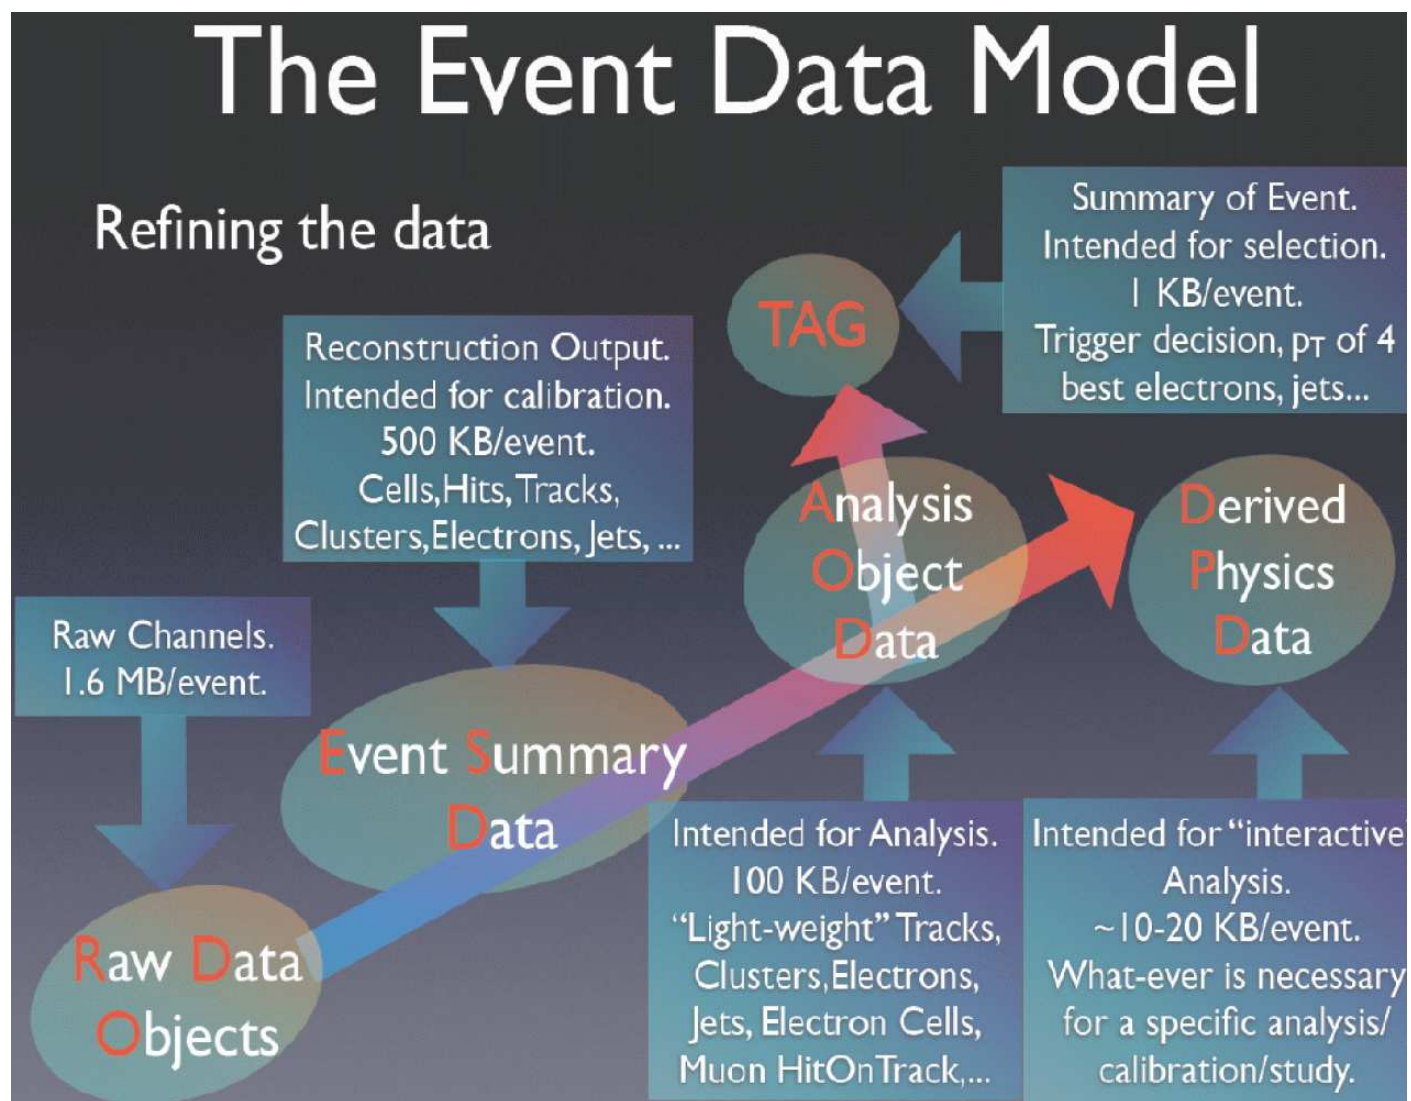 The Event Data Model
Refining the data
Summary of Event.
Intended for selection.
1 KB/event.
Trigger decision, pT of 4
best electrons, jets...
TAG
Reconstruction Output.
Intended for calibration.
500 KB/event.
Cells,Hits,Tracks,
Clusters,Electrons, Jets, ...
Analysis
Object
Data
Derived
Physics
Data
Raw Channels.
1.6 MB/event.
Event Summary
Data
Intended for Analysis.
100 KB/event.
“Light-weight” Tracks,
Clusters,Electrons,
Jets, Electron Cells,
Muon HitOnTrack,...
Intended for “interactive”
Analysis.
~10-20 KB/event.
What-ever is necessary
for a specific analysis/
calibration/study.
Raw Data
Objects